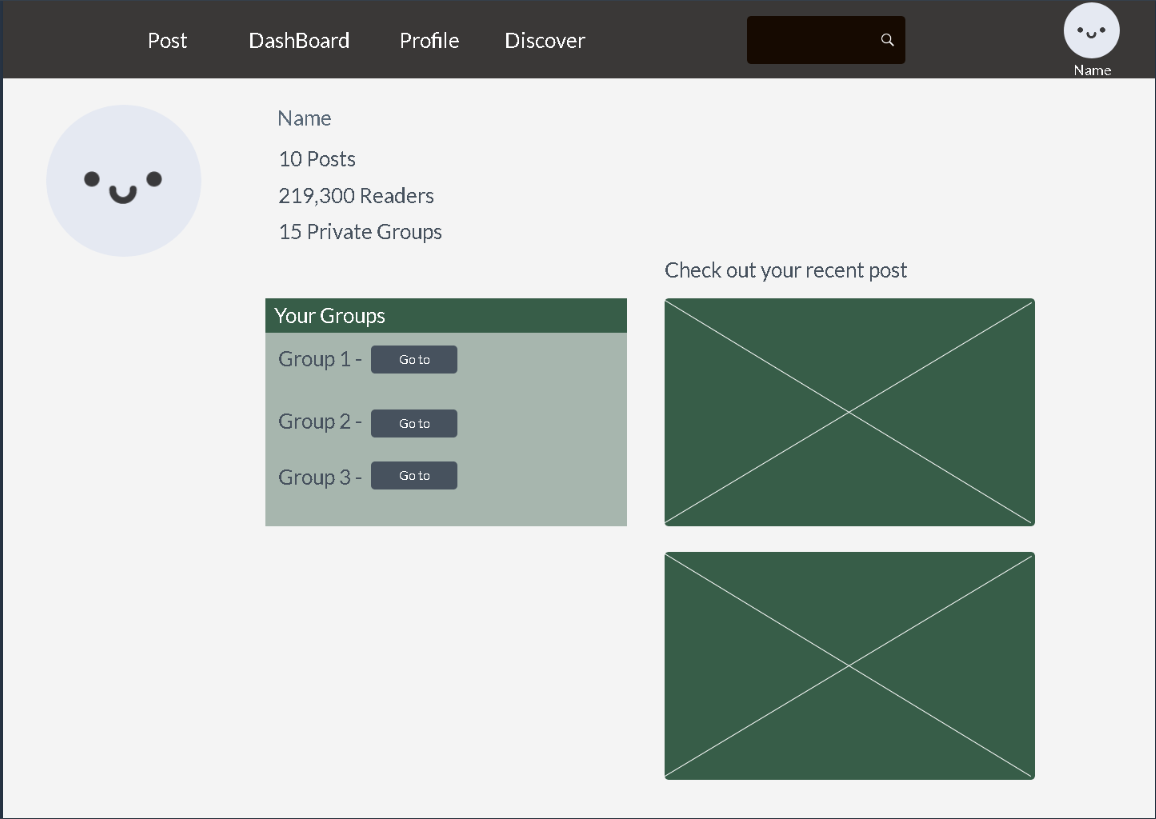 Post DashBoard Profile Discover
Name
Name
10 Posts
219,300 Readers
15 Private Groups
Check out your recent post
Your Groups
Group 1 - Go to
Group 2 - Go to
Group 3 - Go to